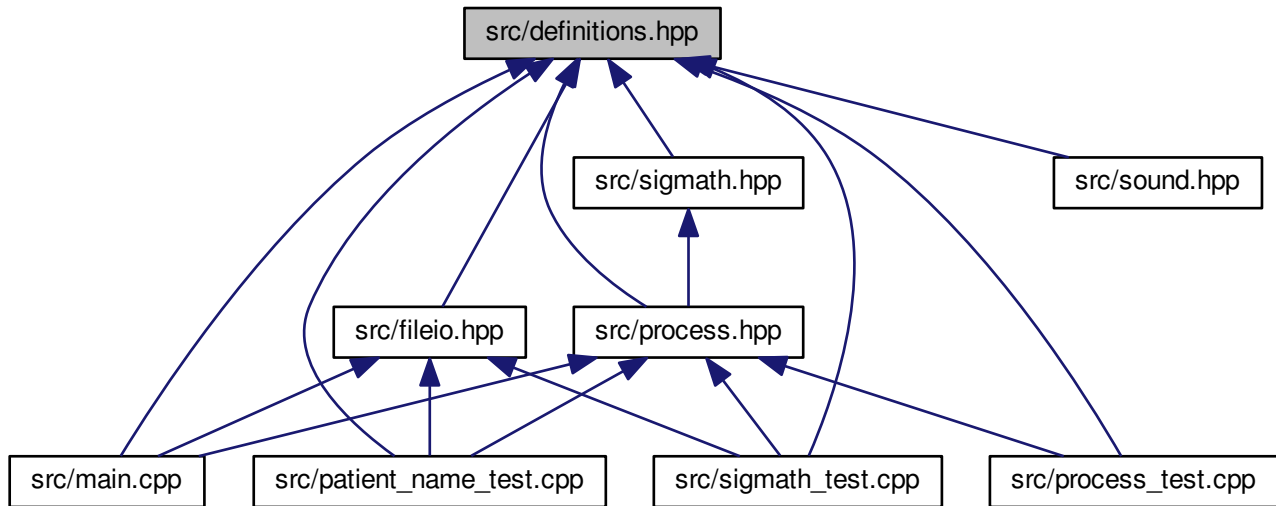 src/definitions.hpp
src/sigmath.hpp
src/sound.hpp
src/fileio.hpp
src/process.hpp
src/main.cpp
src/patient_name_test.cpp
src/sigmath_test.cpp
src/process_test.cpp